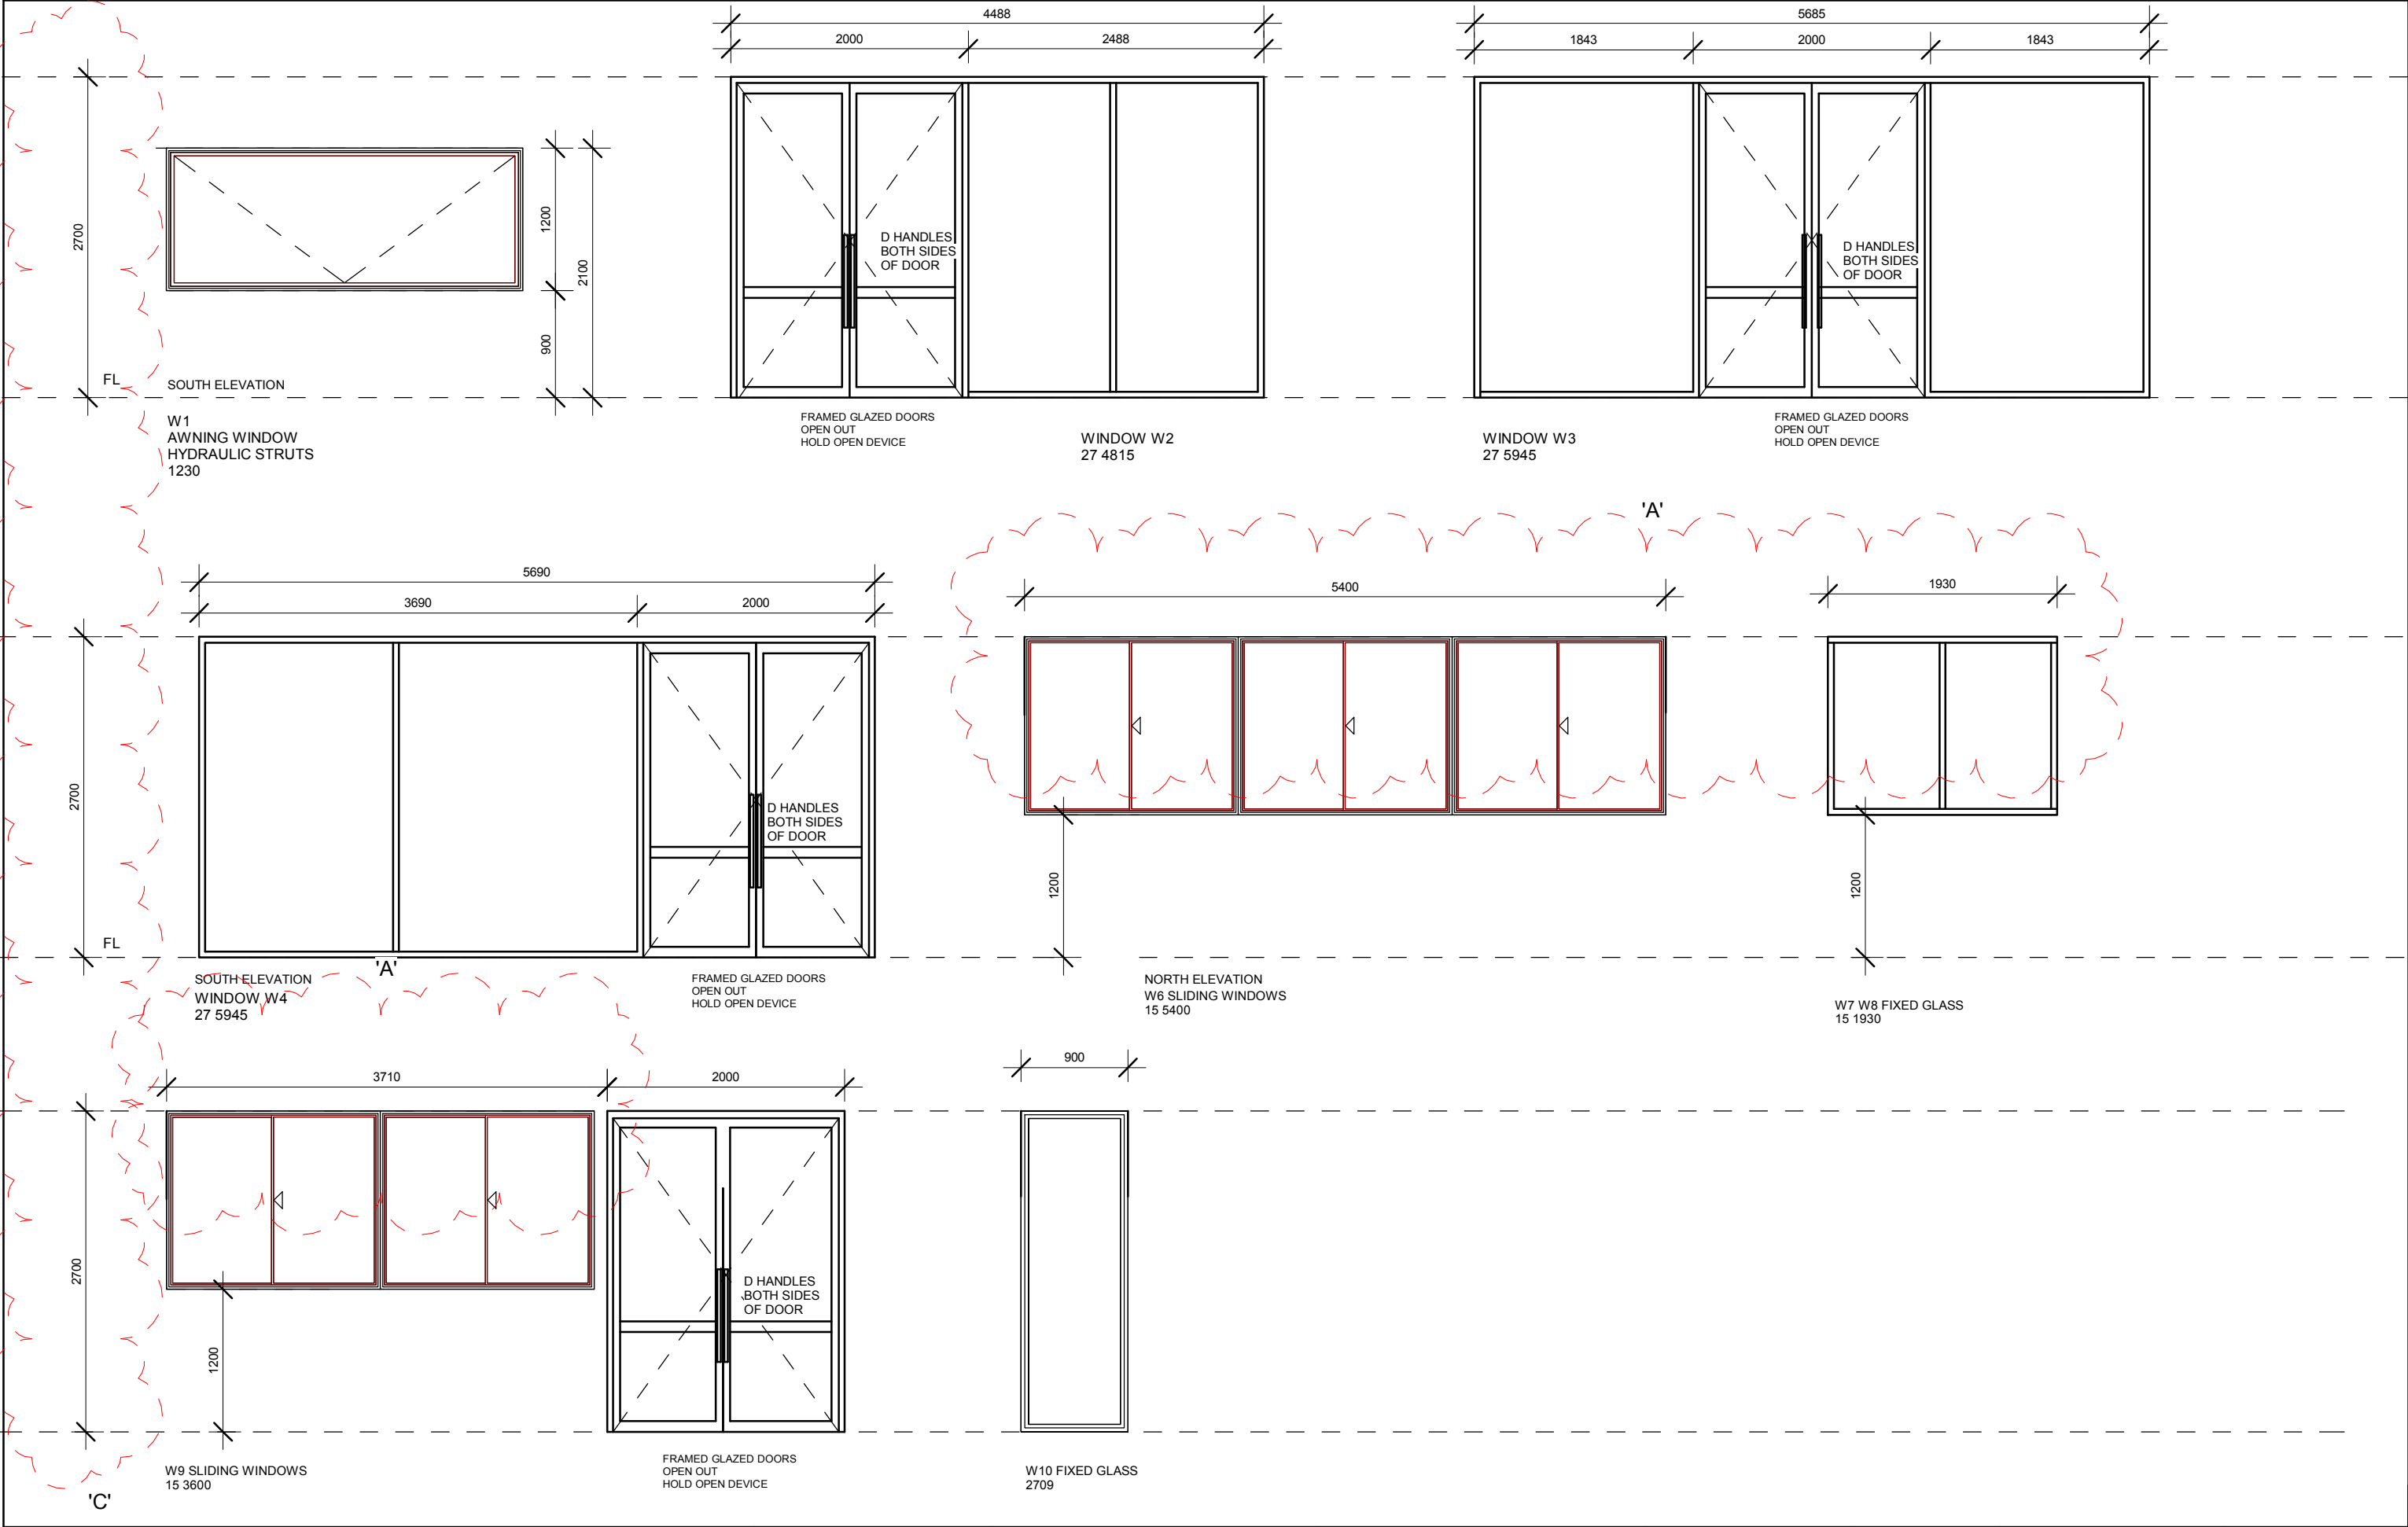 4488
2000
2488
5685
1843
2000
1843
2700
1200
2100
900
FL
SOUTH ELEVATION
W1
AWNING WINDOW
HYDRAULIC STRUTS
1230
D HANDLES
BOTH SIDES
OF DOOR
FRAMED GLAZED DOORS
OPEN OUT
HOLD OPEN DEVICE
WINDOW W2
27 4815
D HANDLES
BOTH SIDES
OF DOOR
WINDOW W3
27 5945
FRAMED GLAZED DOORS
OPEN OUT
HOLD OPEN DEVICE
'A'
5690
3690
2000
5400
1930
2700
FL
D HANDLES
BOTH SIDES
OF DOOR
1200
1200
'A'
SOUTH ELEVATION
WINDOW W4
27 5945
FRAMED GLAZED DOORS
OPEN OUT
HOLD OPEN DEVICE
NORTH ELEVATION
W6 SLIDING WINDOWS
15 5400
W7 W8 FIXED GLASS
15 1930
3710
2000
900
2700
1200
D HANDLES
BOTH SIDES
OF DOOR
W9 SLIDING WINDOWS
15 3600
FRAMED GLAZED DOORS
OPEN OUT
HOLD OPEN DEVICE
W10 FIXED GLASS
2709
'C'